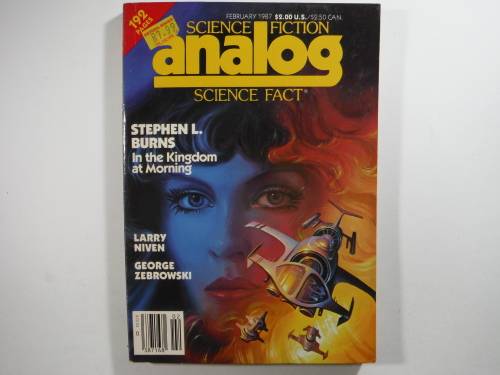 192
PAGES
FEBRUARY 1987 $2.00 U.S./$2.50 CAN.
SCIENCE FICTION
analog
SCIENCE FACT®
STEPHEN L.
BURNS
In the Kingdom
at Morning
LARRY
NIVEN
GEORGE
ZEBROWSKI
02